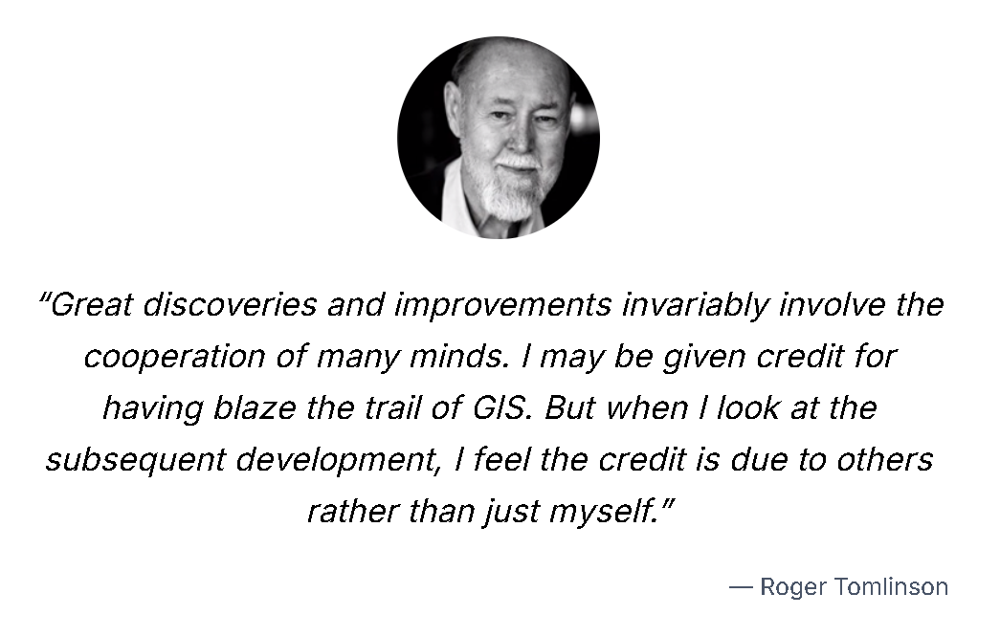 “Great discoveries and improvements invariably involve the
cooperation of many minds. I may be given credit for
having blaze the trail of GIS. But when I look at the
subsequent development, I feel the credit is due to others
rather than just myself.”
— Roger Tomlinson